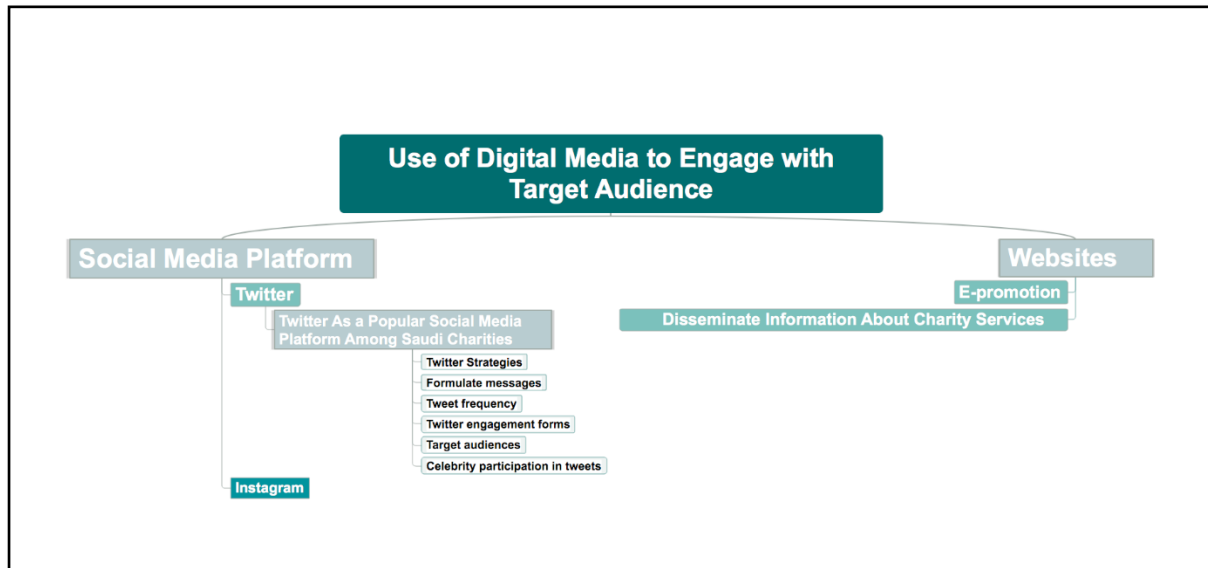 Use of Digital Media to Engage with
Target Audience
Social Media Platform
Twitter
Twitter As a Popular Social Media
Platform Among Saudi Charities
Twitter Strategies
Formulate messages
Tweet frequency
Twitter engagement forms
Target audiences
Celebrity participation in tweets
Instagram
Websites
E-promotion
Disseminate Information About Charity Services